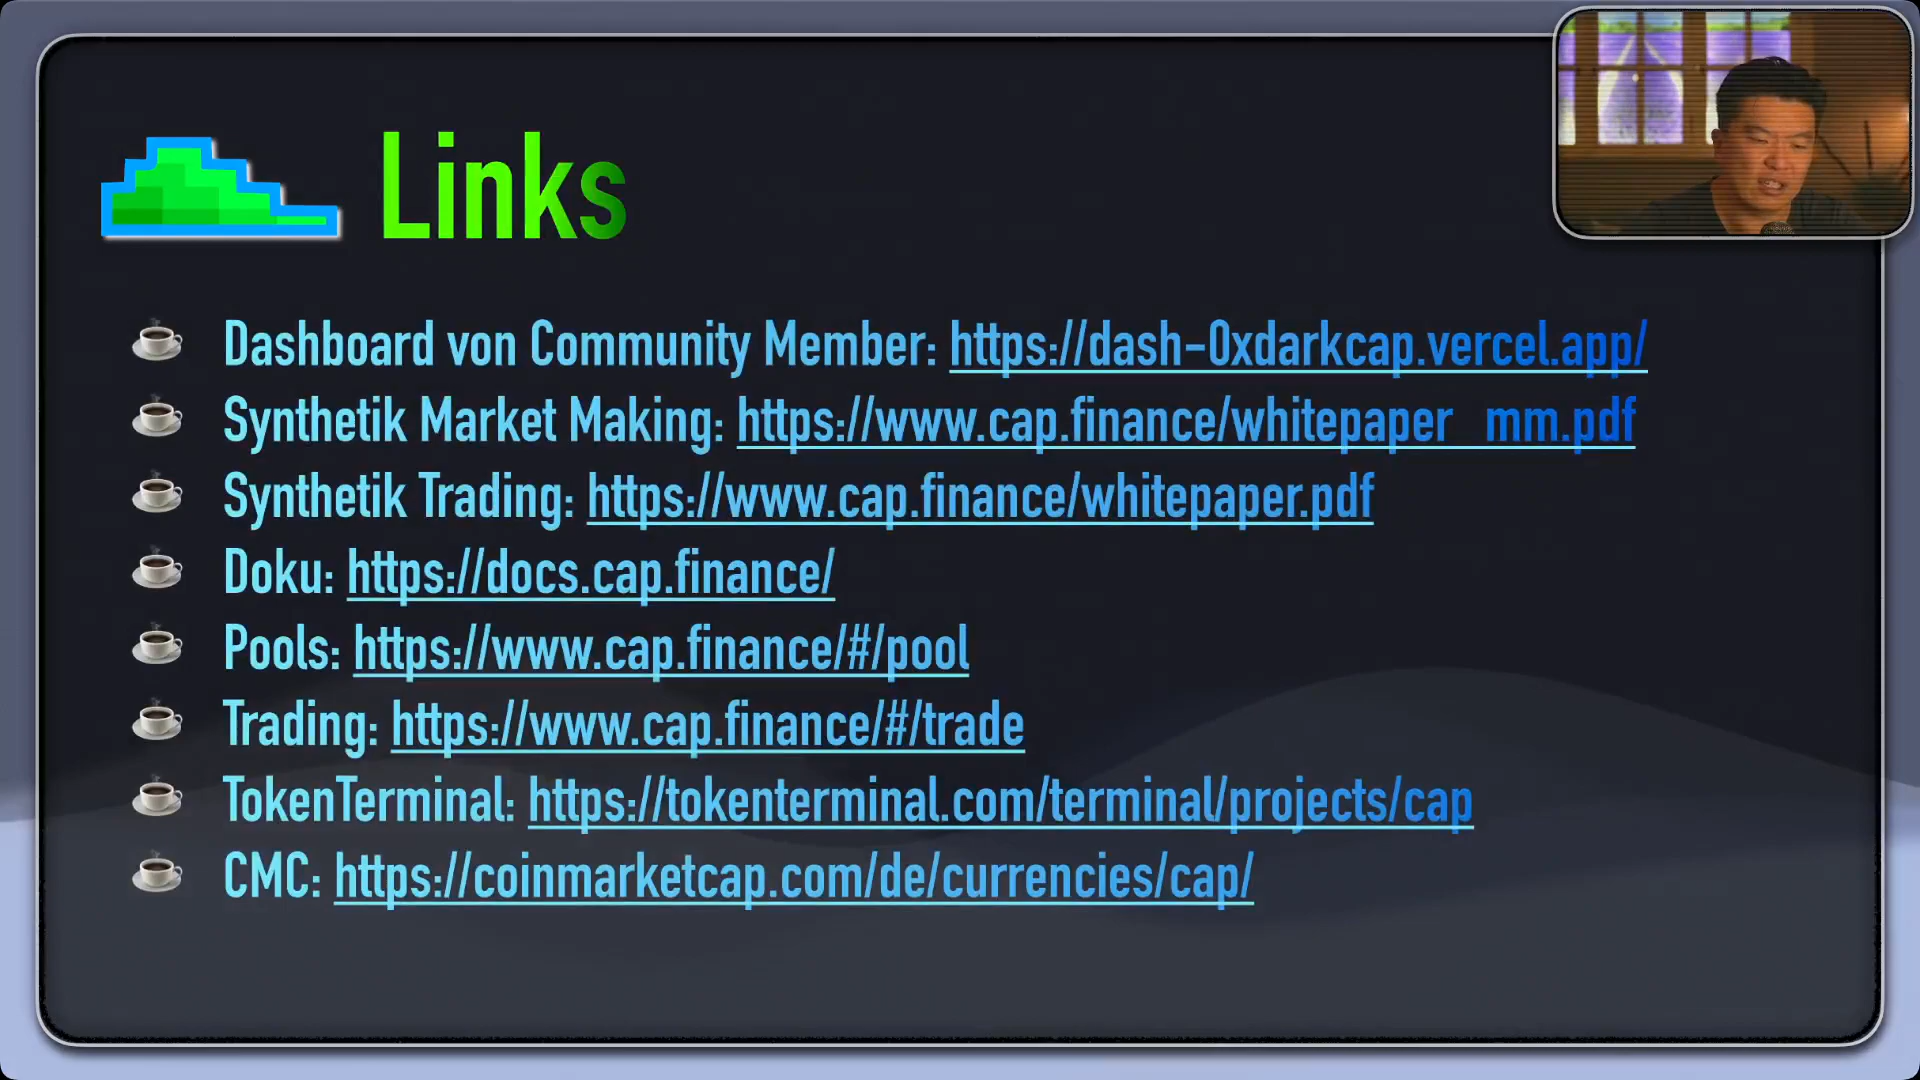 Links
Dashboard von Community Member: https://dash-0xdarkcap.vercel.app/
Synthetik Market Making: https://www.cap.finance/whitepaper_mm.pdf
Synthetik Trading: https://www.cap.finance/whitepaper.pdf
Doku: https://docs.cap.finance/
Pools: https://www.cap.finance/#/pool
Trading: https://www.cap.finance/#/trade
TokenTerminal: https://tokenterminal.com/terminal/projects/cap
CMC: https://coinmarketcap.com/de/currencies/cap/